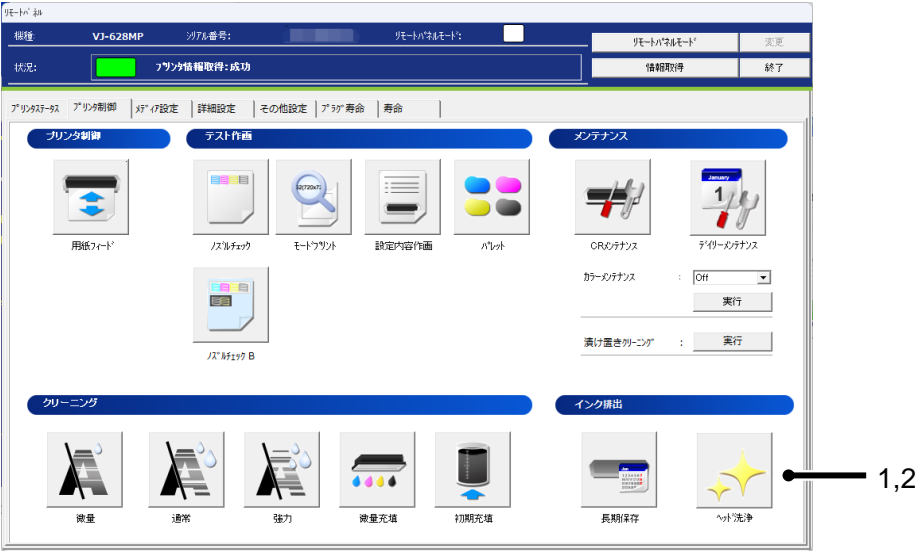 ﾘﾓｰﾄﾊﾟﾈﾙ
機種: VJ-628MP ｼﾘｱﾙ番号: ﾘﾓｰﾄﾊﾟﾈﾙﾓｰﾄﾞ: ﾘﾓｰﾄﾊﾟﾈﾙﾓｰﾄﾞ 変更
状況: ﾌﾟﾘﾝﾀ情報取得:成功 情報取得 終了
ﾌﾟﾘﾝﾀｽﾃｰﾀｽ ﾌﾟﾘﾝﾀ制御 ﾒﾃﾞｨｱ設定 詳細設定 その他設定 ﾌﾟﾗｸﾞ寿命 寿命
プリンタ制御 テスト作画 メンテナンス
January
1
用紙ﾌｨｰﾄﾞ ﾉｽﾞﾙﾁｪｯｸ ﾓｰﾄﾞﾌﾟﾘﾝﾄ 設定内容作画 ﾊﾟﾚｯﾄ CRﾒﾝﾃﾅﾝｽ ﾃﾞｲﾘｰﾒﾝﾃﾅﾝｽ
ｶﾗｰﾒﾝﾃﾅﾝｽ : Off
実行
漬け置きｸﾘｰﾆﾝｸﾞ : 実行
ﾉｽﾞﾙﾁｪｯｸ B
クリーニング インク排出
微量 通常 強力 微量充填 初期充填 長期保存 ﾍｯﾄﾞ洗浄
1,2